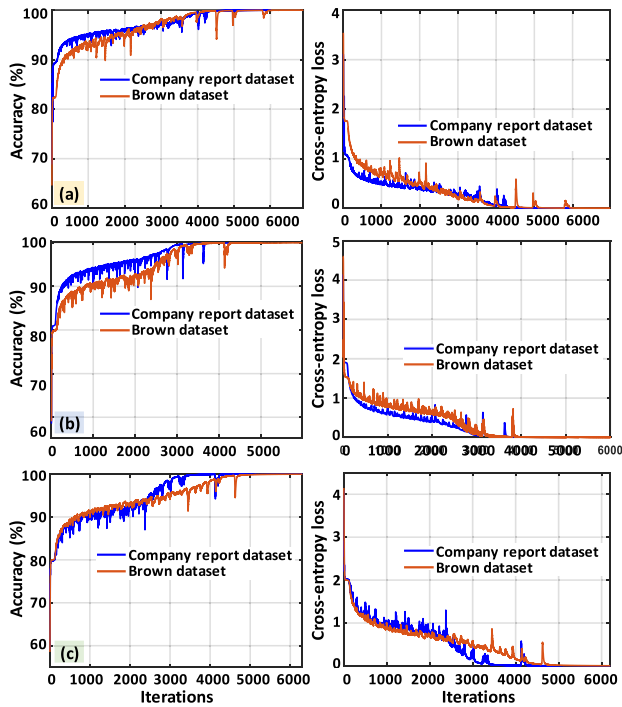 Accuracy (%)
100
90
80
70
60
Company report dataset
Brown dataset
(a)
1000 2000 3000 4000 5000 6000
Cross-entropy loss
4
3
2
1
0
Company report dataset
Brown dataset
0 1000 2000 3000 4000 5000 6000
Accuracy (%)
100
90
80
70
60
Company report dataset
Brown dataset
(b)
0 1000 2000 3000 4000 5000
Cross-entropy loss
5
4
3
2
1
0
Company report dataset
Brown dataset
0 1000 2000 4000 5000 6000
Accuracy (%)
100
90
80
70
60
Company report dataset
Brown dataset
(c)
0 1000 2000 3000 4000 5000 6000
Iterations
Cross-entropy loss
4
3
2
1
0
Company report dataset
Brown dataset
0 1000 2000 3000 4000 5000 6000
Iterations